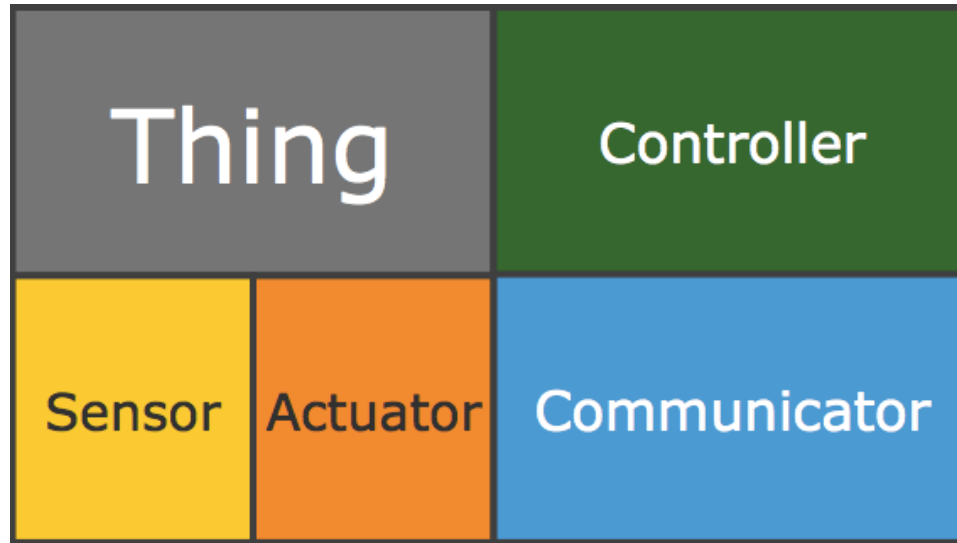 Thing
Controller
Sensor
Actuator
Communicator